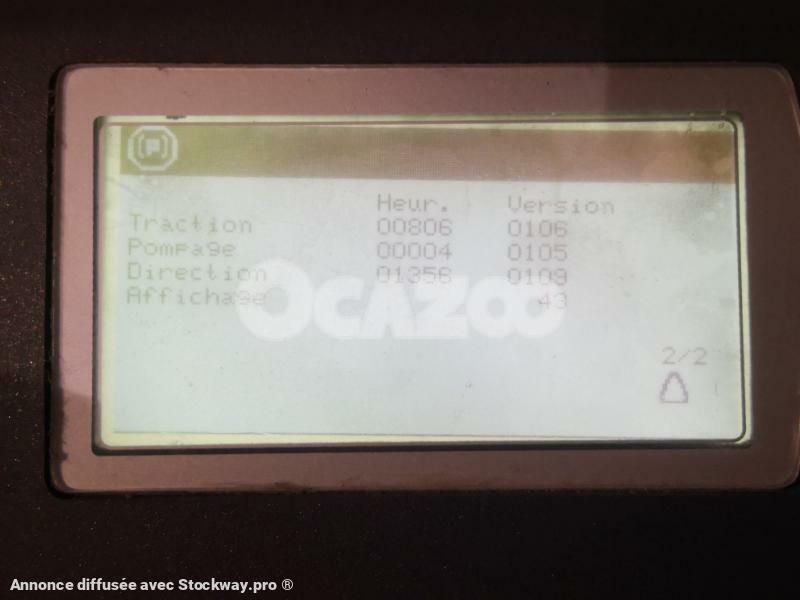 (P)
Heur. Version
Traction 00806 0106
Pompage 00004 0105
Direction 01356 0109
Affichage 43
OCAZOO
2/2
Annonce diffusée avec Stockway.pro ®